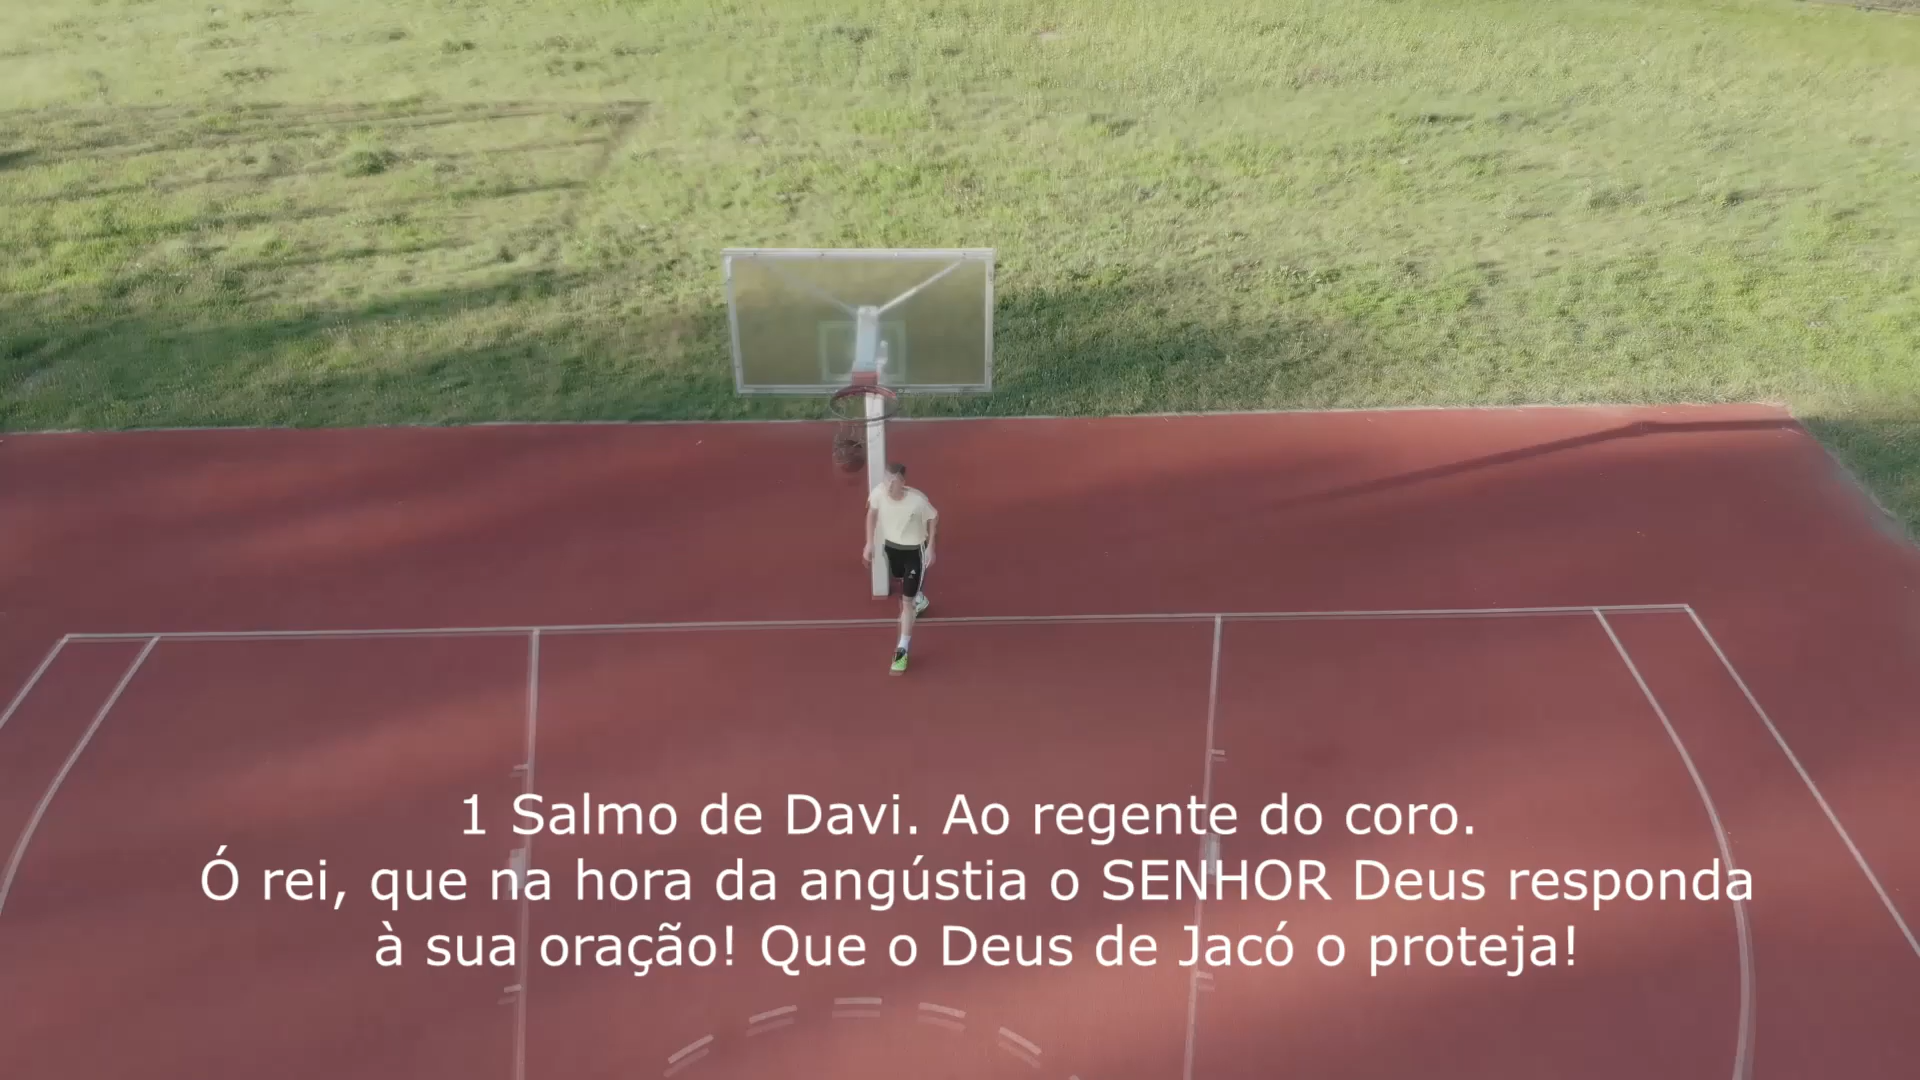 1 Salmo de Davi. Ao regente do coro.
Ó rei, que na hora da angústia o SENHOR Deus responda
à sua oração! Que o Deus de Jacó o proteja!